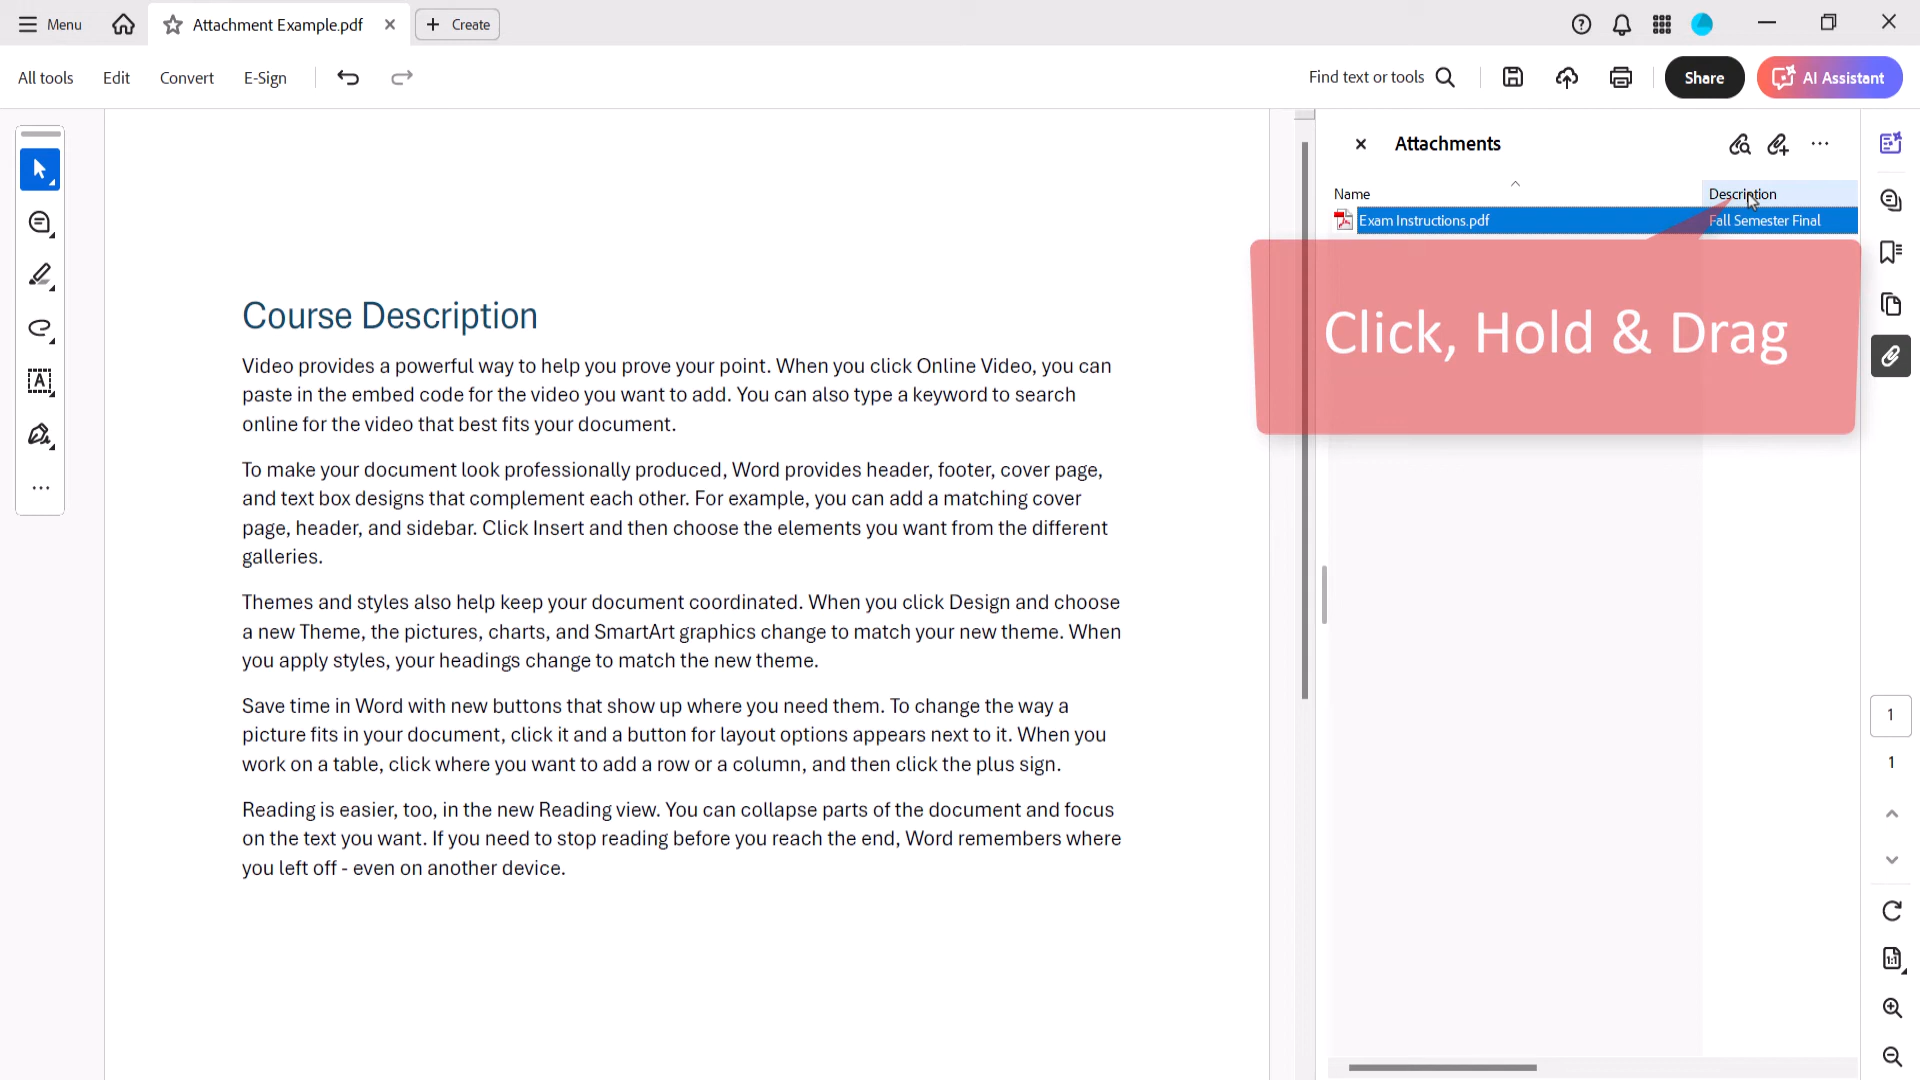 Menu
Attachment Example.pdf
Create
All tools
Edit
Convert
E-Sign
Find text or tools
Share
AI Assistant
Attachments
Name
Description
Exam Instructions.pdf
Fall Semester Final
Click, Hold & Drag
Course Description
Video provides a powerful way to help you prove your point. When you click Online Video, you can
paste in the embed code for the video you want to add. You can also type a keyword to search
online for the video that best fits your document.
To make your document look professionally produced, Word provides header, footer, cover page,
and text box designs that complement each other. For example, you can add a matching cover
page, header, and sidebar. Click Insert and then choose the elements you want from the different
galleries.
Themes and styles also help keep your document coordinated. When you click Design and choose
a new Theme, the pictures, charts, and SmartArt graphics change to match your new theme. When
you apply styles, your headings change to match the new theme.
Save time in Word with new buttons that show up where you need them. To change the way a
picture fits in your document, click it and a button for layout options appears next to it. When you
work on a table, click where you want to add a row or a column, and then click the plus sign.
Reading is easier, too, in the new Reading view. You can collapse parts of the document and focus
on the text you want. If you need to stop reading before you reach the end, Word remembers where
you left off - even on another device.
1
1